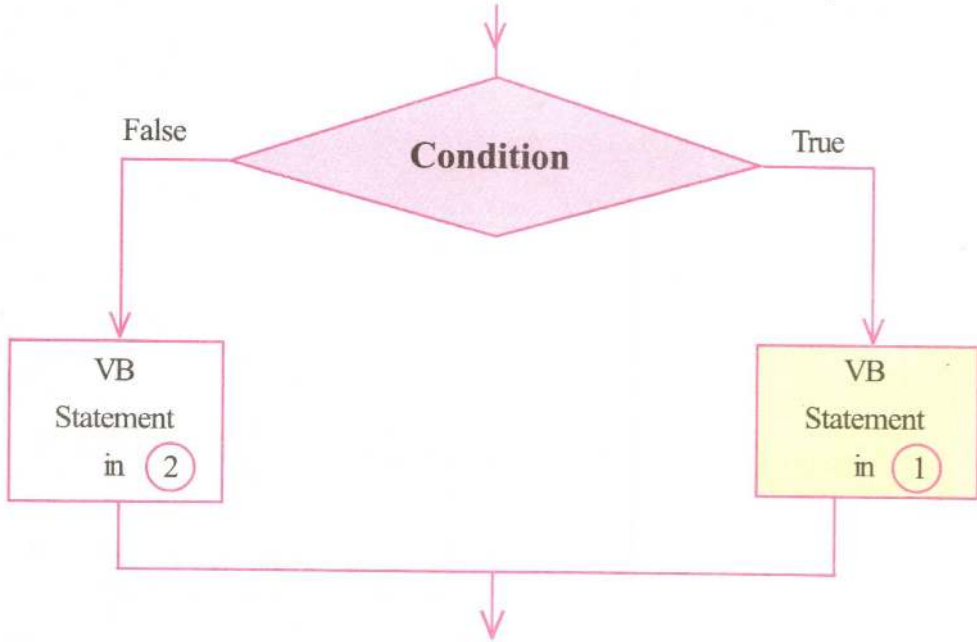 False
Condition
True
VB
Statement
in 2
VB
Statement
in 1